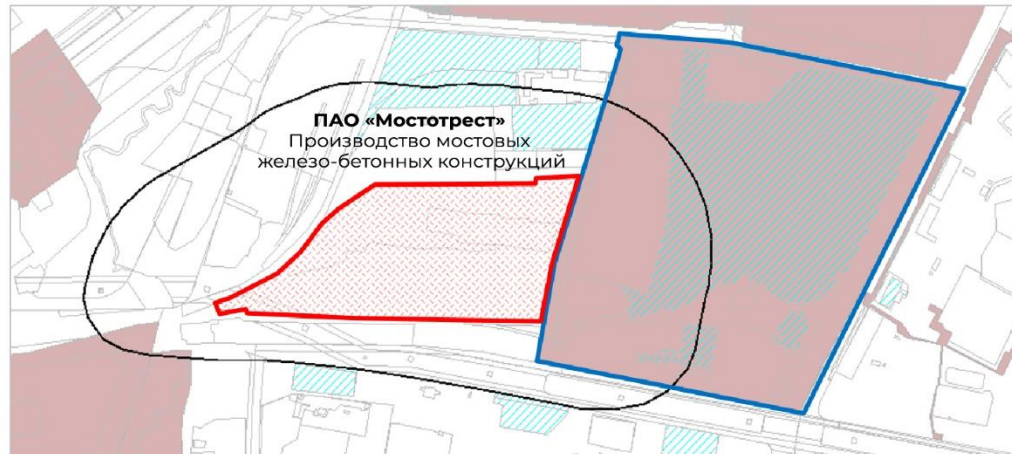 ПАО «Мостотрест»
Производство мостовых
железо-бетонных конструкций